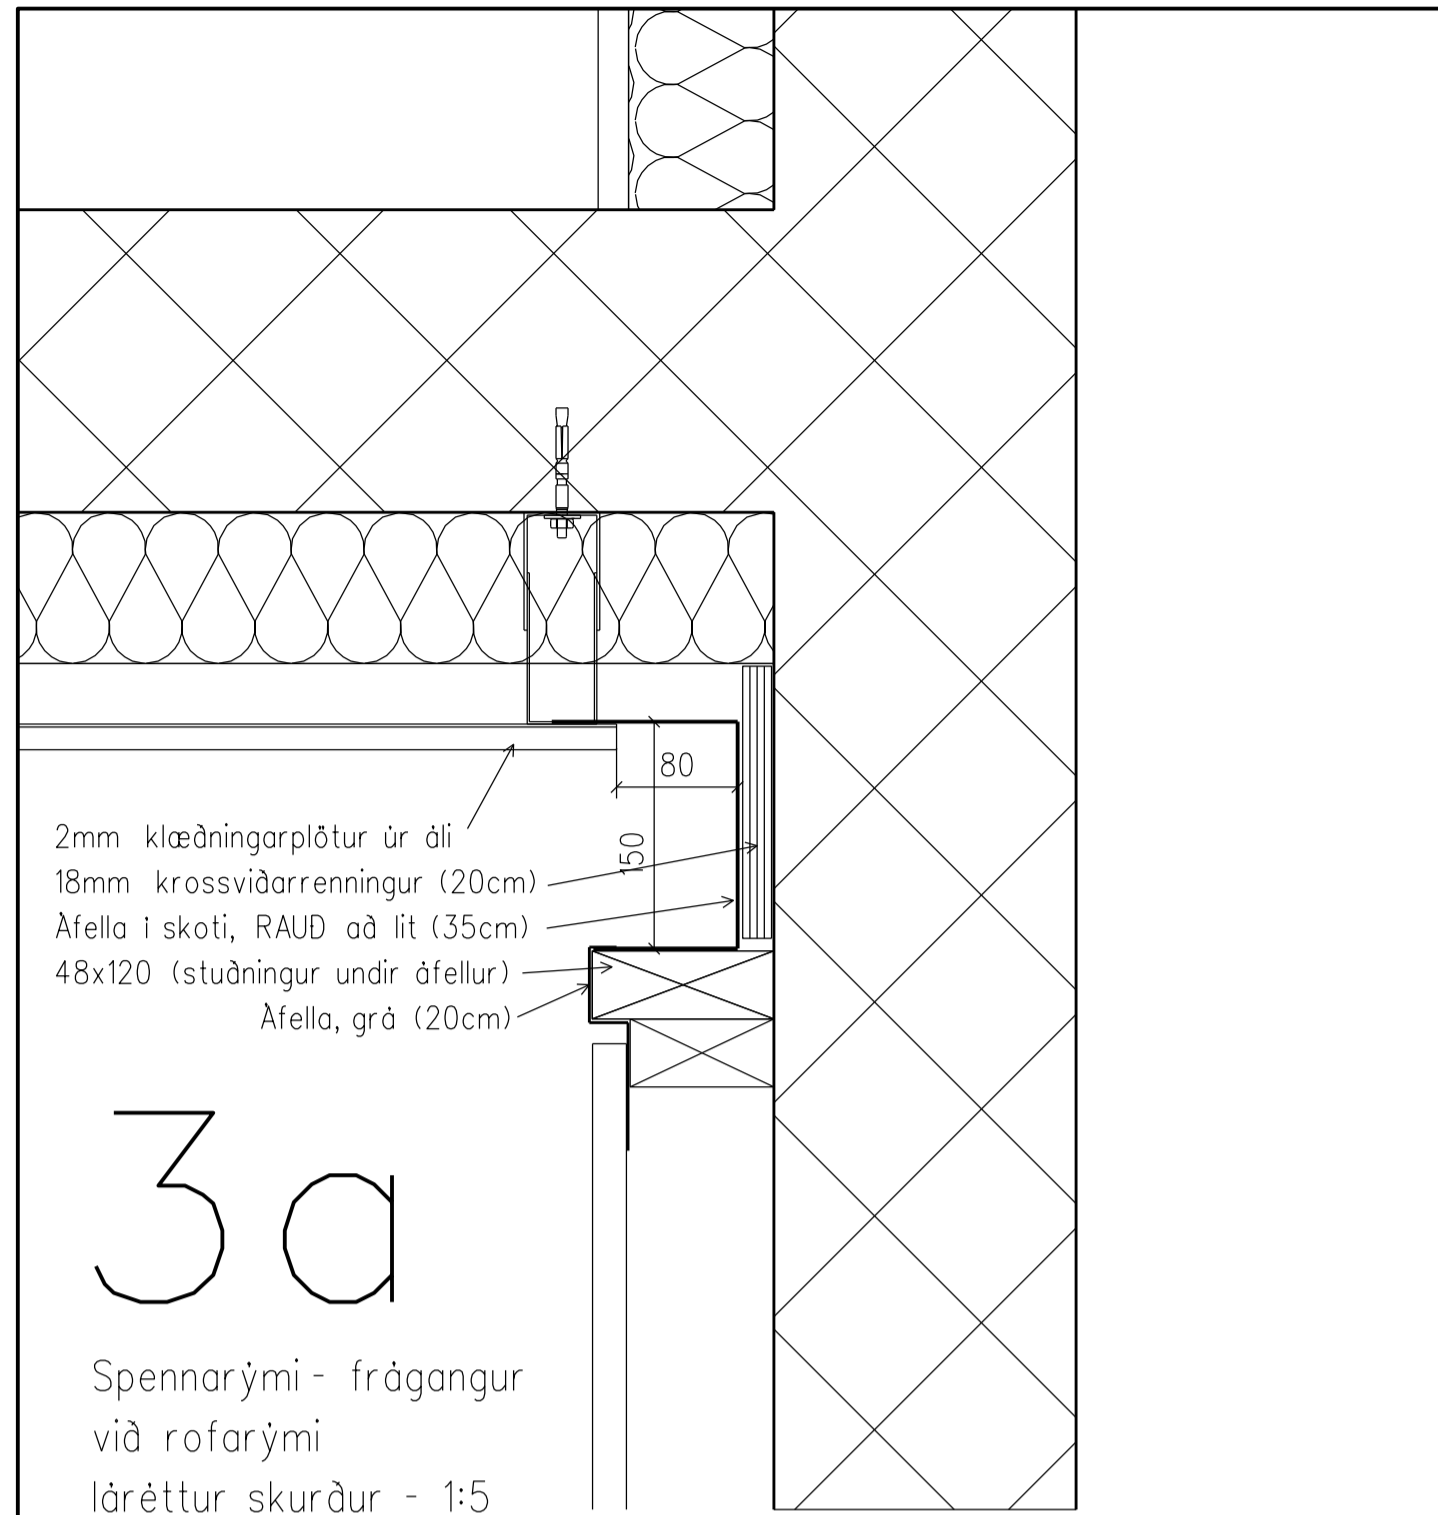 80
150
2mm klæðningarplötur úr áli
18mm krossviðarrenningur (20cm)
Áfella í skoti, RAUÐ að lit (35cm)
48x120 (stuðningur undir áfellur)
Áfella, grá (20cm)
3a
Spennarými - frágangur
við rofarými
láréttur skurður - 1:5